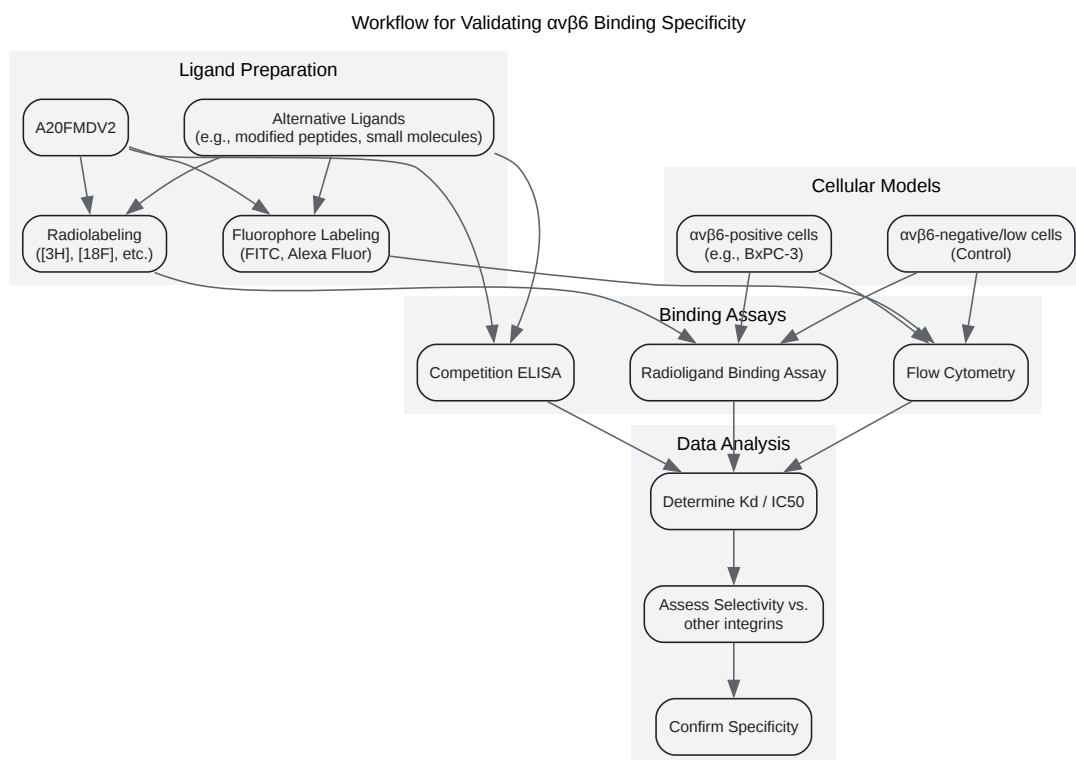 Workflow for Validating αvβ6 Binding Specificity
Ligand Preparation
A20FMDV2
Alternative Ligands
(e.g., modified peptides, small molecules)
Radiolabeling
([3H], [18F], etc.)
Fluorophore Labeling
(FITC, Alexa Fluor)
Cellular Models
αvβ6-positive cells
(e.g., BxPC-3)
αvβ6-negative/low cells
(Control)
Binding Assays
Competition ELISA
Radioligand Binding Assay
Flow Cytometry
Data Analysis
Determine Kd / IC50
Assess Selectivity vs.
other integrins
Confirm Specificity